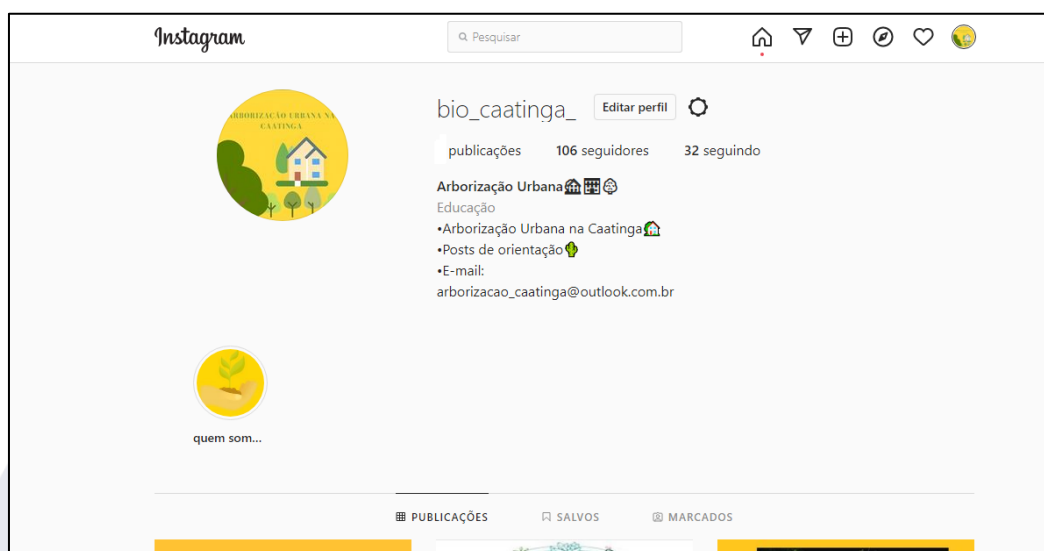 Instagram
Pesquisar
ARBORIZAÇÃO URBANA NA
CAATINGA
bio_caatinga_
Editar perfil
publicações 106 seguidores 32 seguindo
Arborização Urbana
Educação
•Arborização Urbana na Caatinga
•Posts de orientação
•E-mail:
arborizacao_caatinga@outlook.com.br
quem som...
PUBLICAÇÕES SALVOS MARCADOS